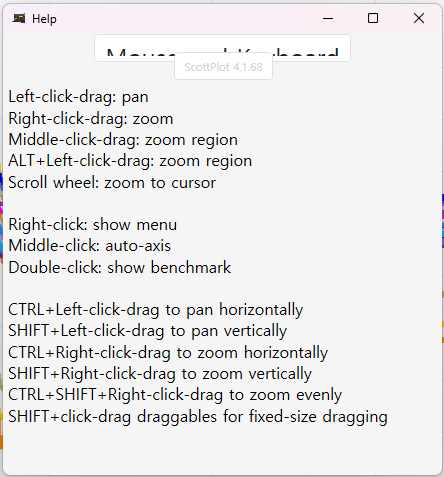 Help
Mouse and Keyboard
ScottPlot 4.1.68
Left-click-drag: pan
Right-click-drag: zoom
Middle-click-drag: zoom region
ALT+Left-click-drag: zoom region
Scroll wheel: zoom to cursor
Right-click: show menu
Middle-click: auto-axis
Double-click: show benchmark
CTRL+Left-click-drag to pan horizontally
SHIFT+Left-click-drag to pan vertically
CTRL+Right-click-drag to zoom horizontally
SHIFT+Right-click-drag to zoom vertically
CTRL+SHIFT+Right-click-drag to zoom evenly
SHIFT+click-drag draggables for fixed-size dragging